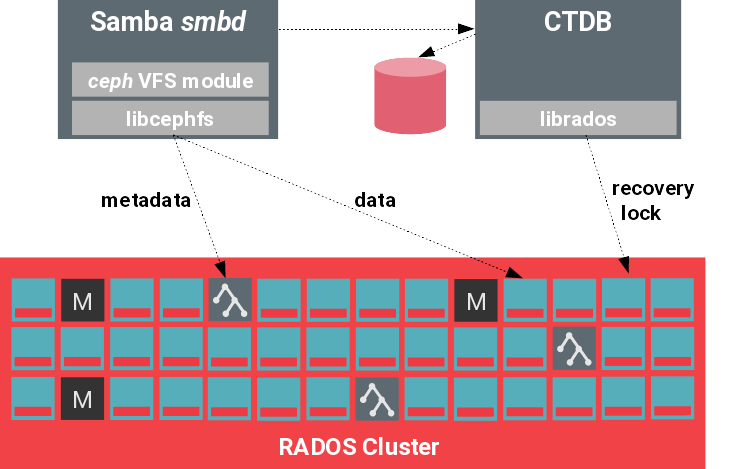 Samba smbd
CTDB
ceph VFS module
libcephfs
librados
metadata
data
recovery
lock
M
M
M
RADOS Cluster